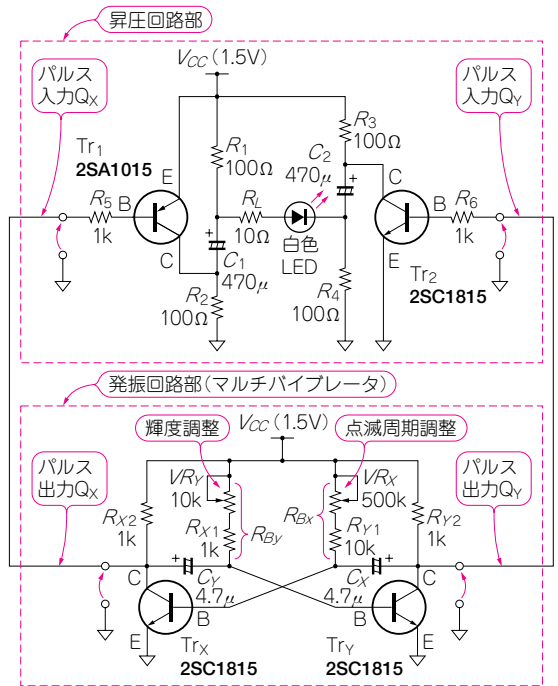 昇圧回路部
パルス
入力QX
VCC(1.5V)
パルス
入力QY
Tr1
2SA1015
E
B
C
R5
1k
R1
100Ω
C1
470μ
R2
100Ω
RL
10Ω
白色
LED
C2
470μ
R3
100Ω
R4
100Ω
C
B
E
R6
1k
Tr2
2SC1815
発振回路部(マルチバイブレータ)
パルス
出力QX
輝度調整
VCC(1.5V)
点滅周期調整
パルス
出力QY
RX2
1k
VRY
10k
RX1
1k
RBy
RBx
VRX
500k
RY1
10k
RY2
1k
CY
4.7μ
CX
4.7μ
C
B
E
TrX
2SC1815
C
B
E
TrY
2SC1815